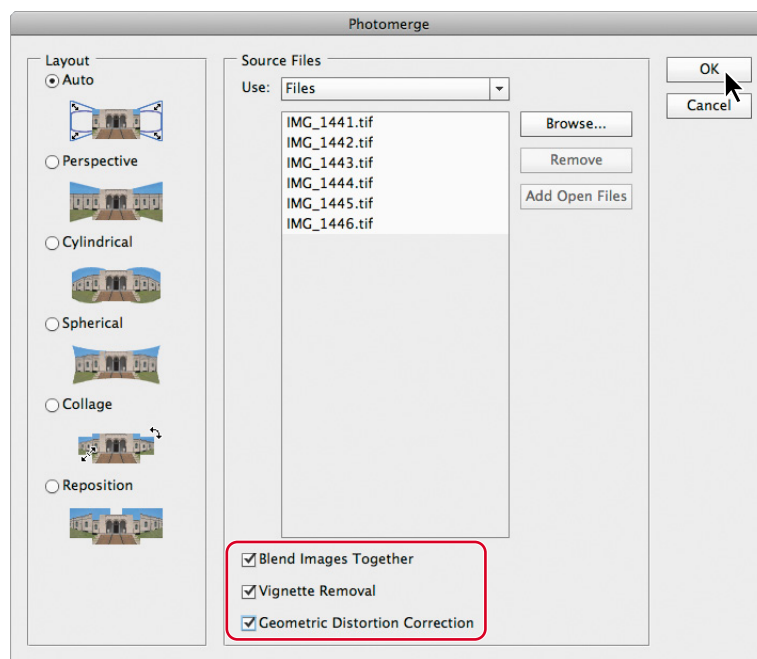 Photomerge
Layout
Auto
Perspective
Cylindrical
Spherical
Collage
Reposition
Source Files
Use: Files
IMG_1441.tif
IMG_1442.tif
IMG_1443.tif
IMG_1444.tif
IMG_1445.tif
IMG_1446.tif
Browse...
Remove
Add Open Files
Blend Images Together
Vignette Removal
Geometric Distortion Correction
OK
Cancel